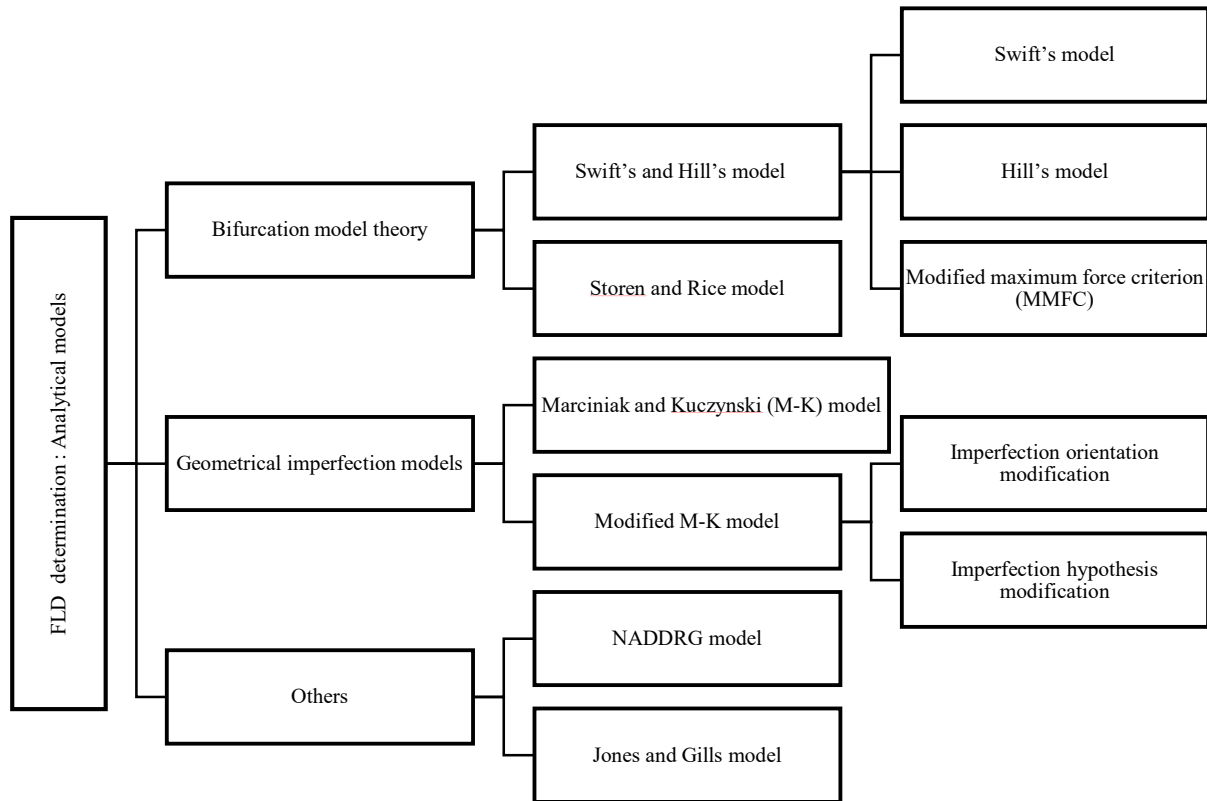 FLD determination : Analytical models
Bifurcation model theory
Swift’s and Hill’s model
Swift’s model
Hill’s model
Modified maximum force criterion
(MMFC)
Storen and Rice model
Geometrical imperfection models
Marciniak and Kuczynski (M-K) model
Modified M-K model
Imperfection orientation
modification
Imperfection hypothesis
modification
Others
NADDRG model
Jones and Gills model